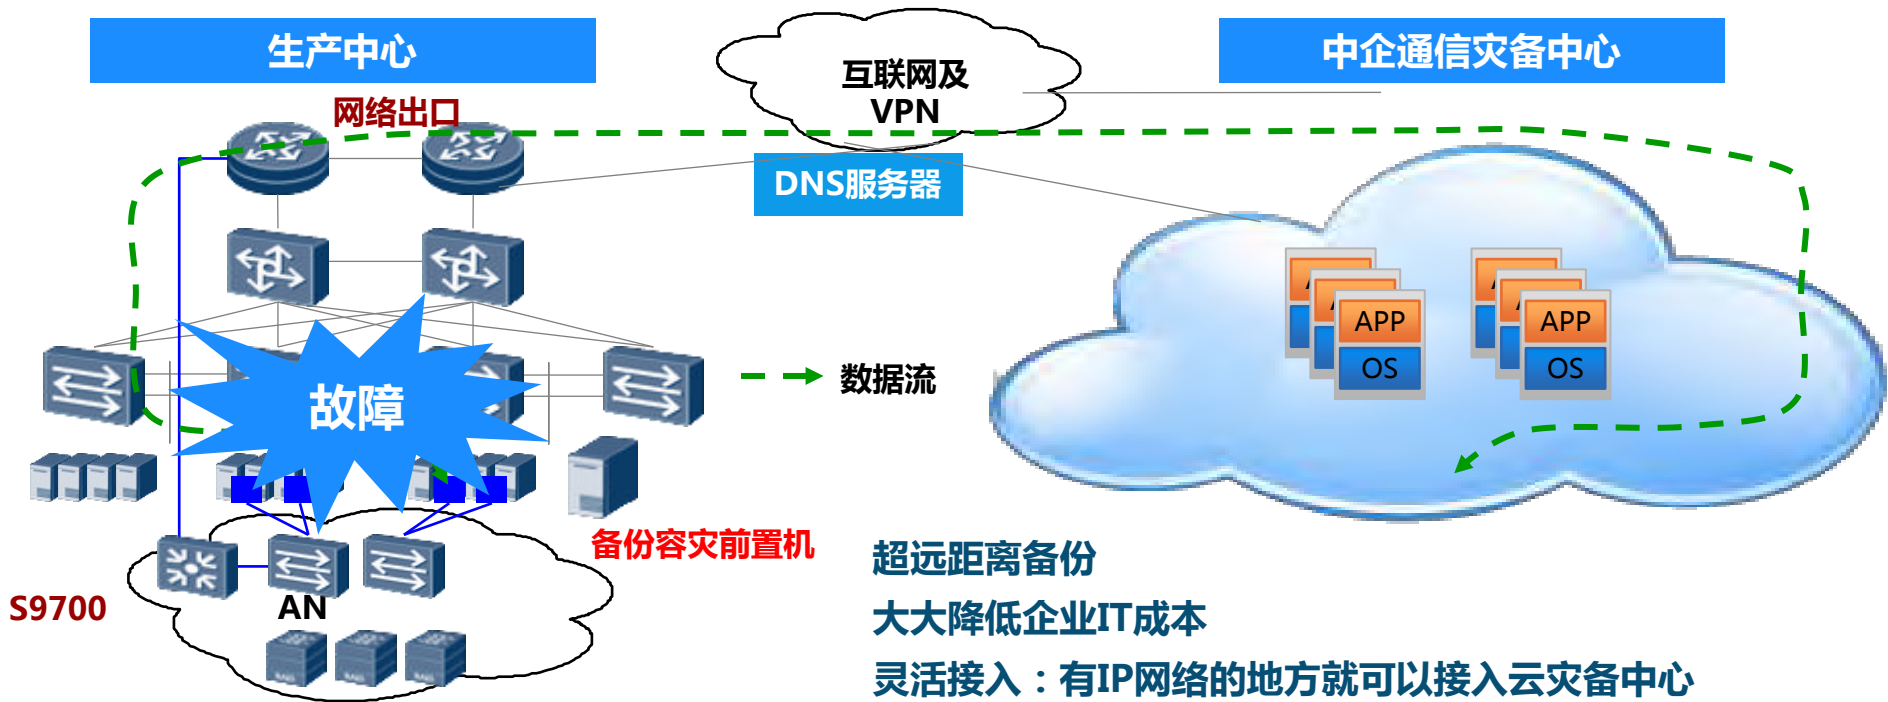 生产中心
互联网及
VPN
中企通信灾备中心
网络出口
DNS服务器
APP
OS
APP
OS
数据流
故障
备份容灾前置机
S9700
AN
超远距离备份
大大降低企业IT成本
灵活接入：有IP网络的地方就可以接入云灾备中心